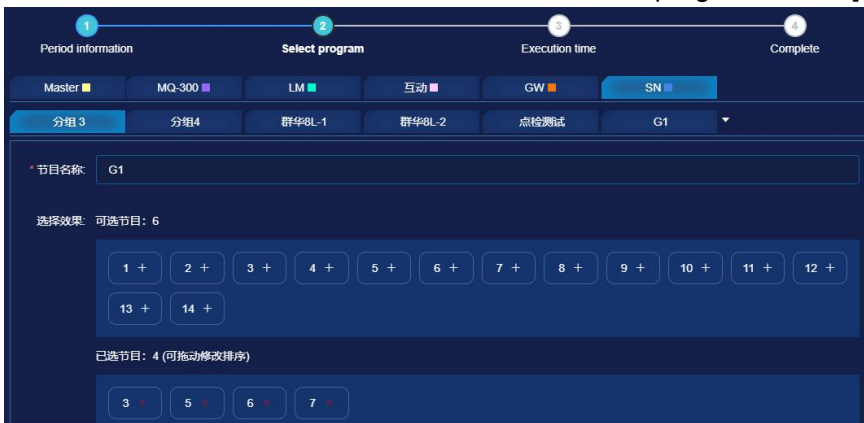 1 2 3 4
Period information Select program Execution time Complete
Master MQ-300 LM 互动 GW SN
分组 3 分组4 群华8L-1 群华8L-2 点检测试 G1
*节目名称: G1
选择效果: 可选节目：6
1 + 2 + 3 + 4 + 5 + 6 + 7 + 8 + 9 + 10 + 11 + 12 +
13 + 14 +
已选节目：4 (可拖动修改排序)
3 × 5 × 6 × 7 ×